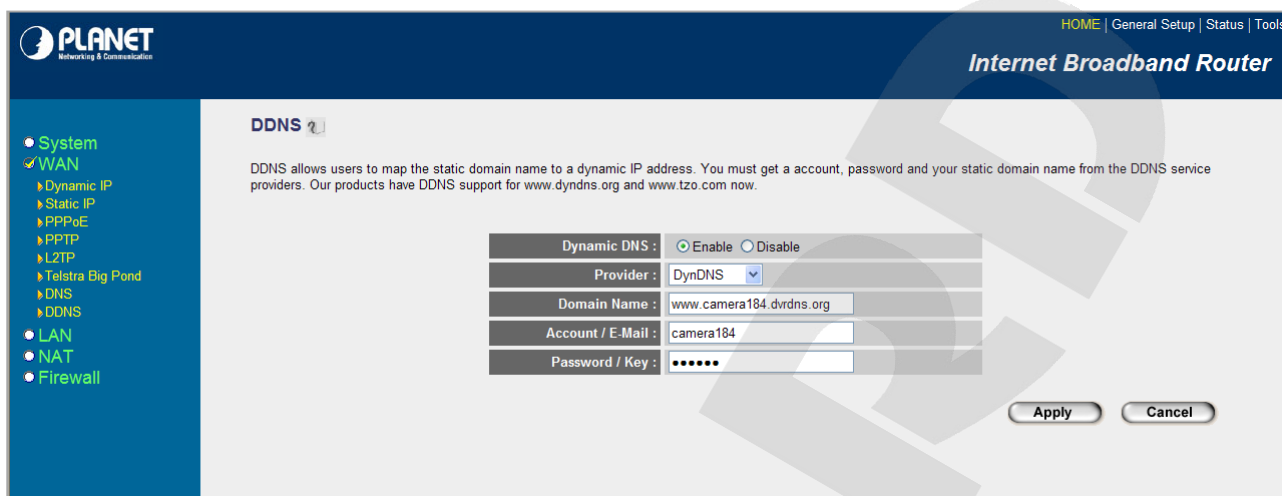 PLANET
Networking & Communication
HOME | General Setup | Status | Tools
Internet Broadband Router
System
WAN
Dynamic IP
Static IP
PPPoE
PPTP
L2TP
Telstra Big Pond
DNS
DDNS
LAN
NAT
Firewall
DDNS
DDNS allows users to map the static domain name to a dynamic IP address. You must get a account, password and your static domain name from the DDNS service
providers. Our products have DDNS support for www.dyndns.org and www.tzo.com now.
Dynamic DNS : Enable Disable
Provider : DynDNS
Domain Name : www.camera184.dvrdns.org
Account / E-Mail : camera184
Password / Key : ••••••
Apply Cancel